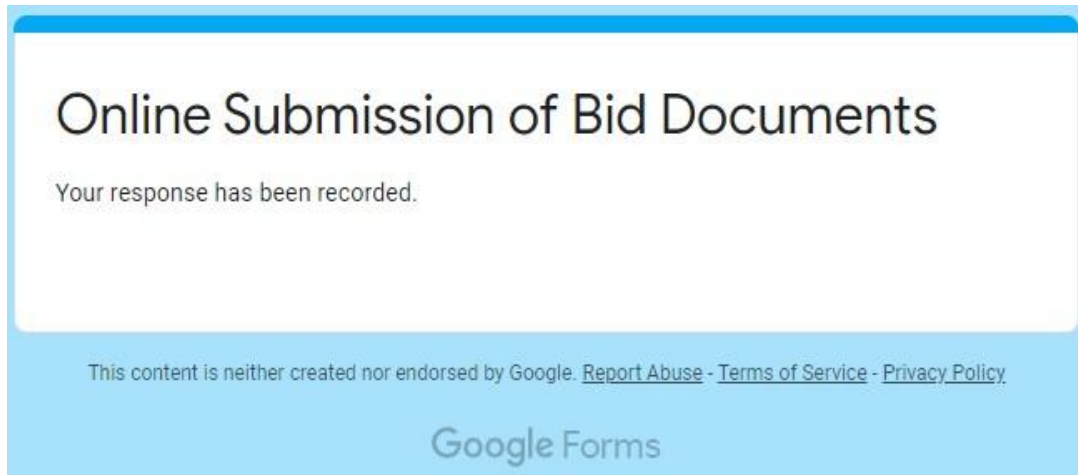 Online Submission of Bid Documents
Your response has been recorded.
This content is neither created nor endorsed by Google. Report Abuse - Terms of Service - Privacy Policy
Google Forms